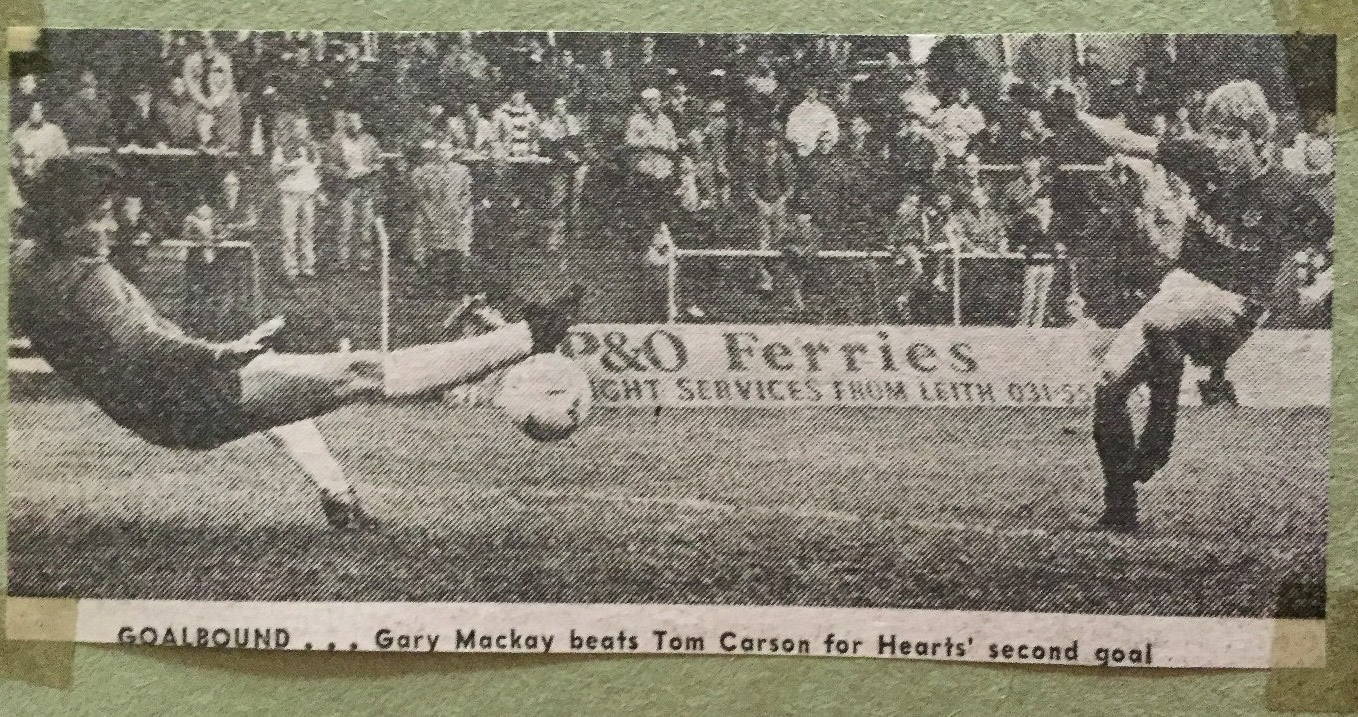 P&O Ferries
IGHT SERVICES FROM LEITH 031-55
GOALBOUND . . . Gary Mackay beats Tom Carson for Hearts' second goal